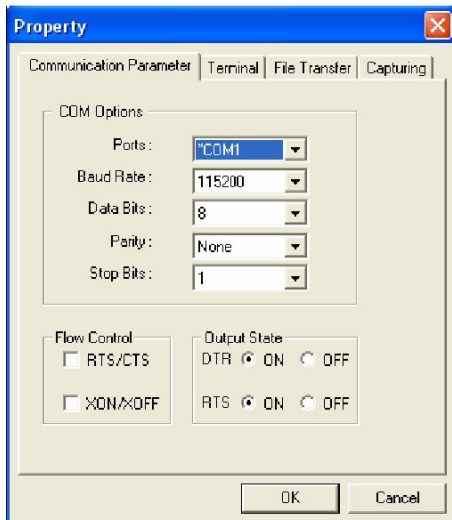 Property
Communication Parameter Terminal File Transfer Capturing
COM Options
Ports : *COM1
Baud Rate : 115200
Data Bits : 8
Parity : None
Stop Bits : 1
Flow Control Output State
RTS/CTS DTR ON OFF
XON/XOFF RTS ON OFF
OK Cancel